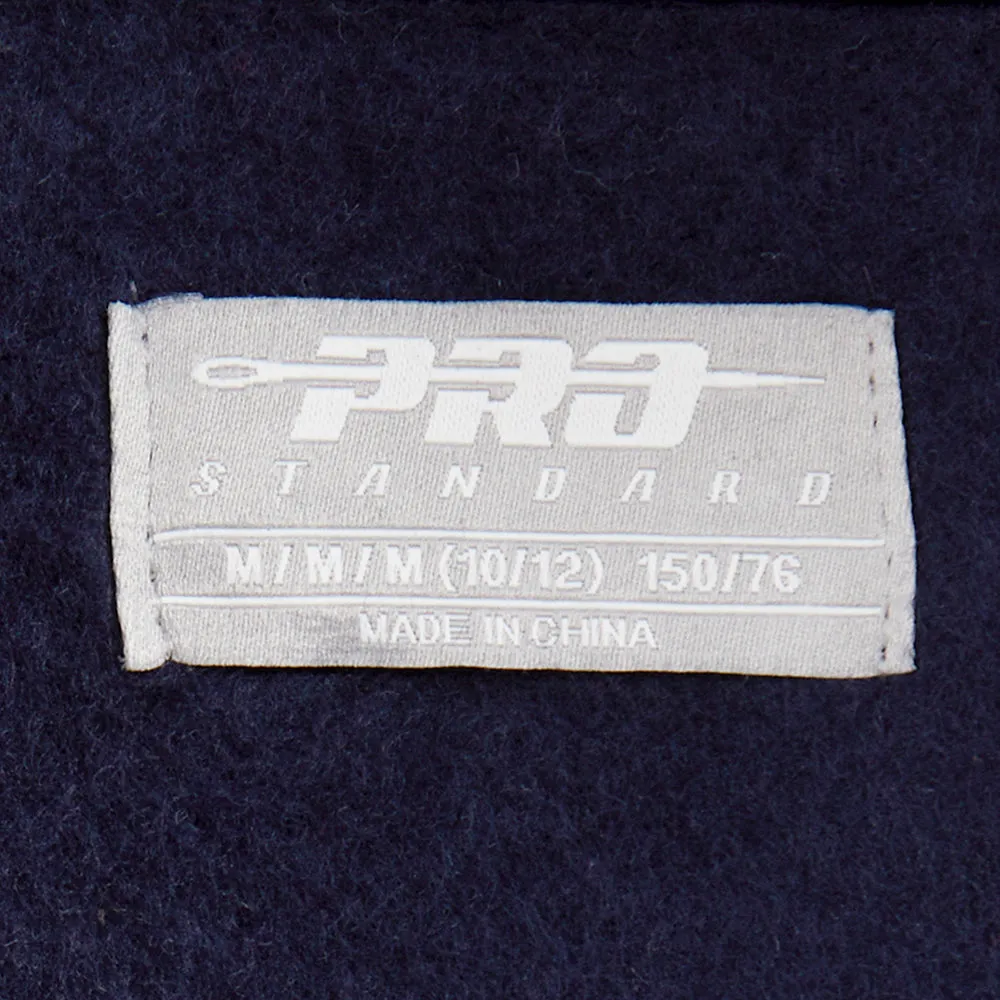 PRO
STANDARD
M/M/M (10/12) 150/76
MADE IN CHINA